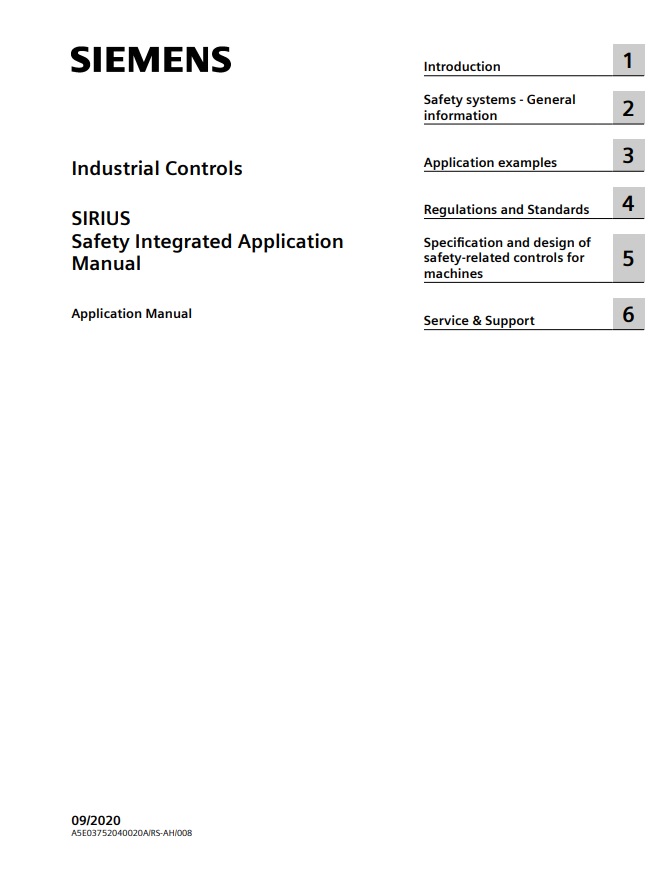 SIEMENS
Industrial Controls
SIRIUS
Safety Integrated Application
Manual
Application Manual
Introduction 1
Safety systems - General
information 2
Application examples 3
Regulations and Standards 4
Specification and design of
safety-related controls for
machines 5
Service & Support 6
09/2020
A5E03752040020A/RS-AH/008